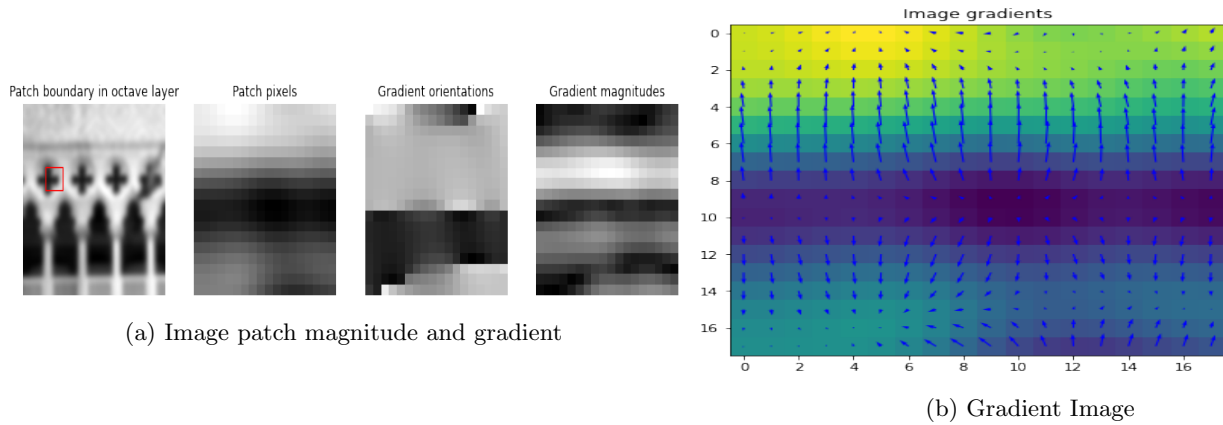 Patch boundary in octave layer
Patch pixels
Gradient orientations
Gradient magnitudes
(a) Image patch magnitude and gradient
Image gradients
0
2
4
6
8
10
12
14
16
0 2 4 6 8 10 12 14 16
(b) Gradient Image